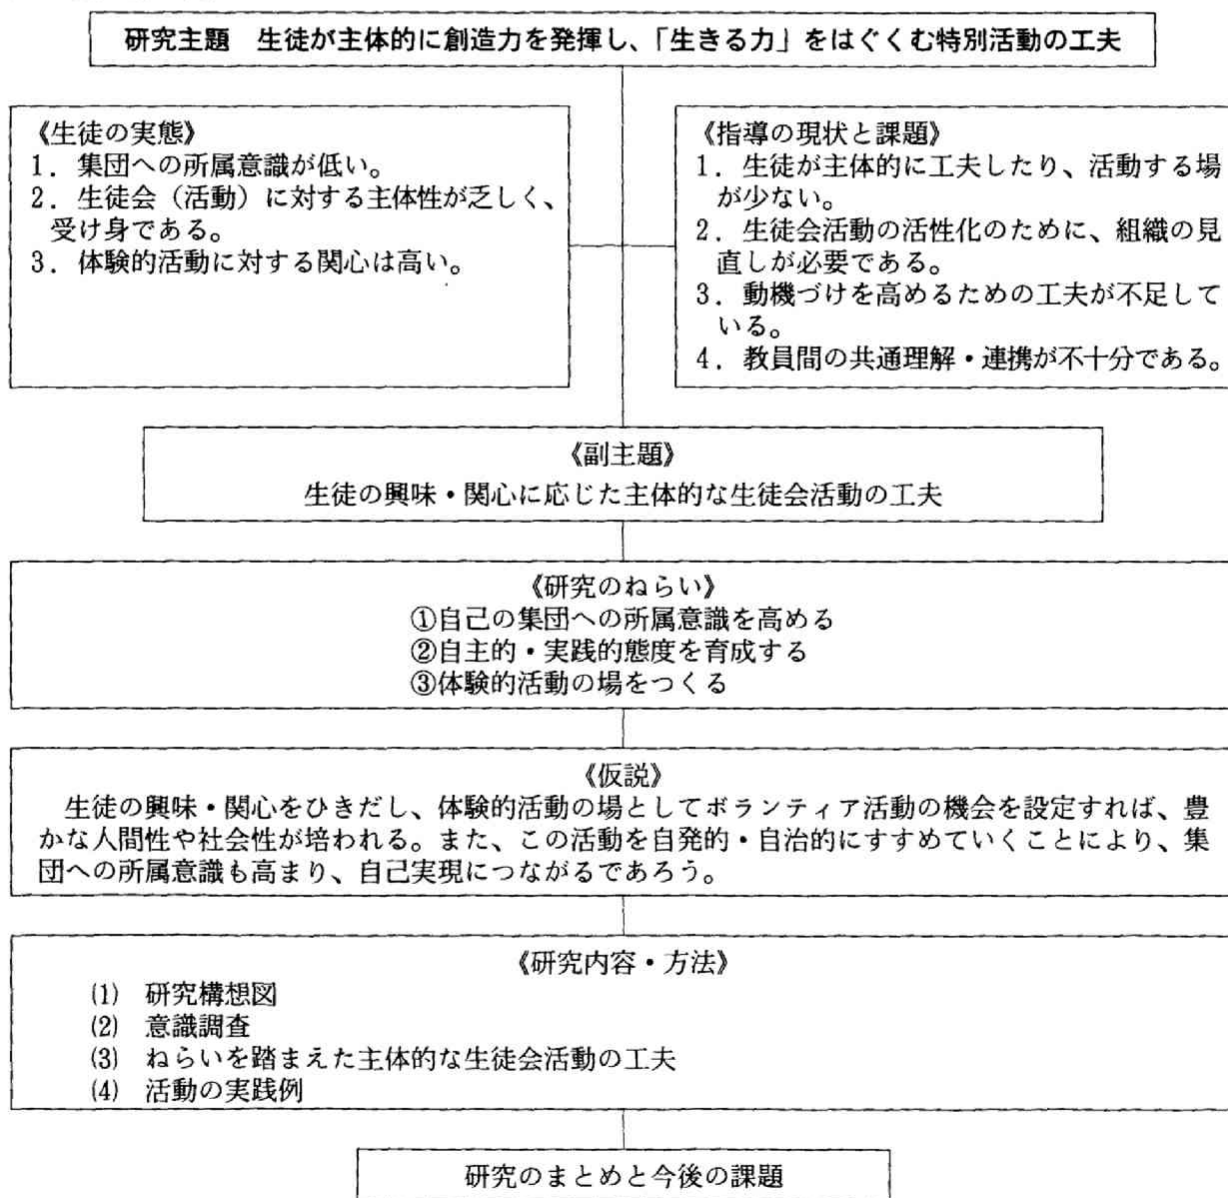 研究主題　生徒が主体的に創造力を発揮し、「生きる力」をはぐくむ特別活動の工夫
《生徒の実態》
1．集団への所属意識が低い。
2．生徒会（活動）に対する主体性が乏しく、
受け身である。
3．体験的活動に対する関心は高い。
《指導の現状と課題》
1．生徒が主体的に工夫したり、活動する場
が少ない。
2．生徒会活動の活性化のために、組織の見
直しが必要である。
3．動機づけを高めるための工夫が不足して
いる。
4．教員間の共通理解・連携が不十分である。
《副主題》
生徒の興味・関心に応じた主体的な生徒会活動の工夫
《研究のねらい》
①自己の集団への所属意識を高める
②自主的・実践的態度を育成する
③体験的活動の場をつくる
《仮説》
生徒の興味・関心をひきだし、体験的活動の場としてボランティア活動の機会を設定すれば、豊
かな人間性や社会性が培われる。また、この活動を自発的・自治的にすすめていくことにより、集
団への所属意識も高まり、自己実現につながるであろう。
《研究内容・方法》
(1)　研究構想図
(2)　意識調査
(3)　ねらいを踏まえた主体的な生徒会活動の工夫
(4)　活動の実践例
研究のまとめと今後の課題